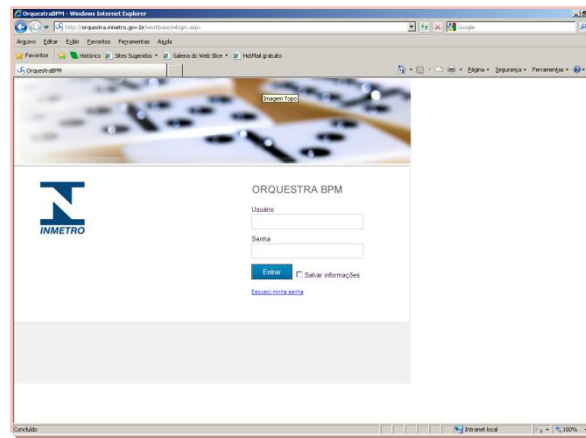 OrquestraBPM - Windows Internet Explorer
http://orquestra.inmetro.gov.br/workbase/wlogin.aspx
Google
Arquivo Editar Exibir Favoritos Ferramentas Ajuda
Favoritos Histórico Sites Sugeridos Galeria do Web Slice HotMail gratuito
OrquestraBPM
Página Segurança Ferramentas
Imagem Topo
ORQUESTRA BPM
Usuário
INMETRO
Senha
Entrar Salvar informações
Esqueci minha senha
Concluído Intranet local 100%